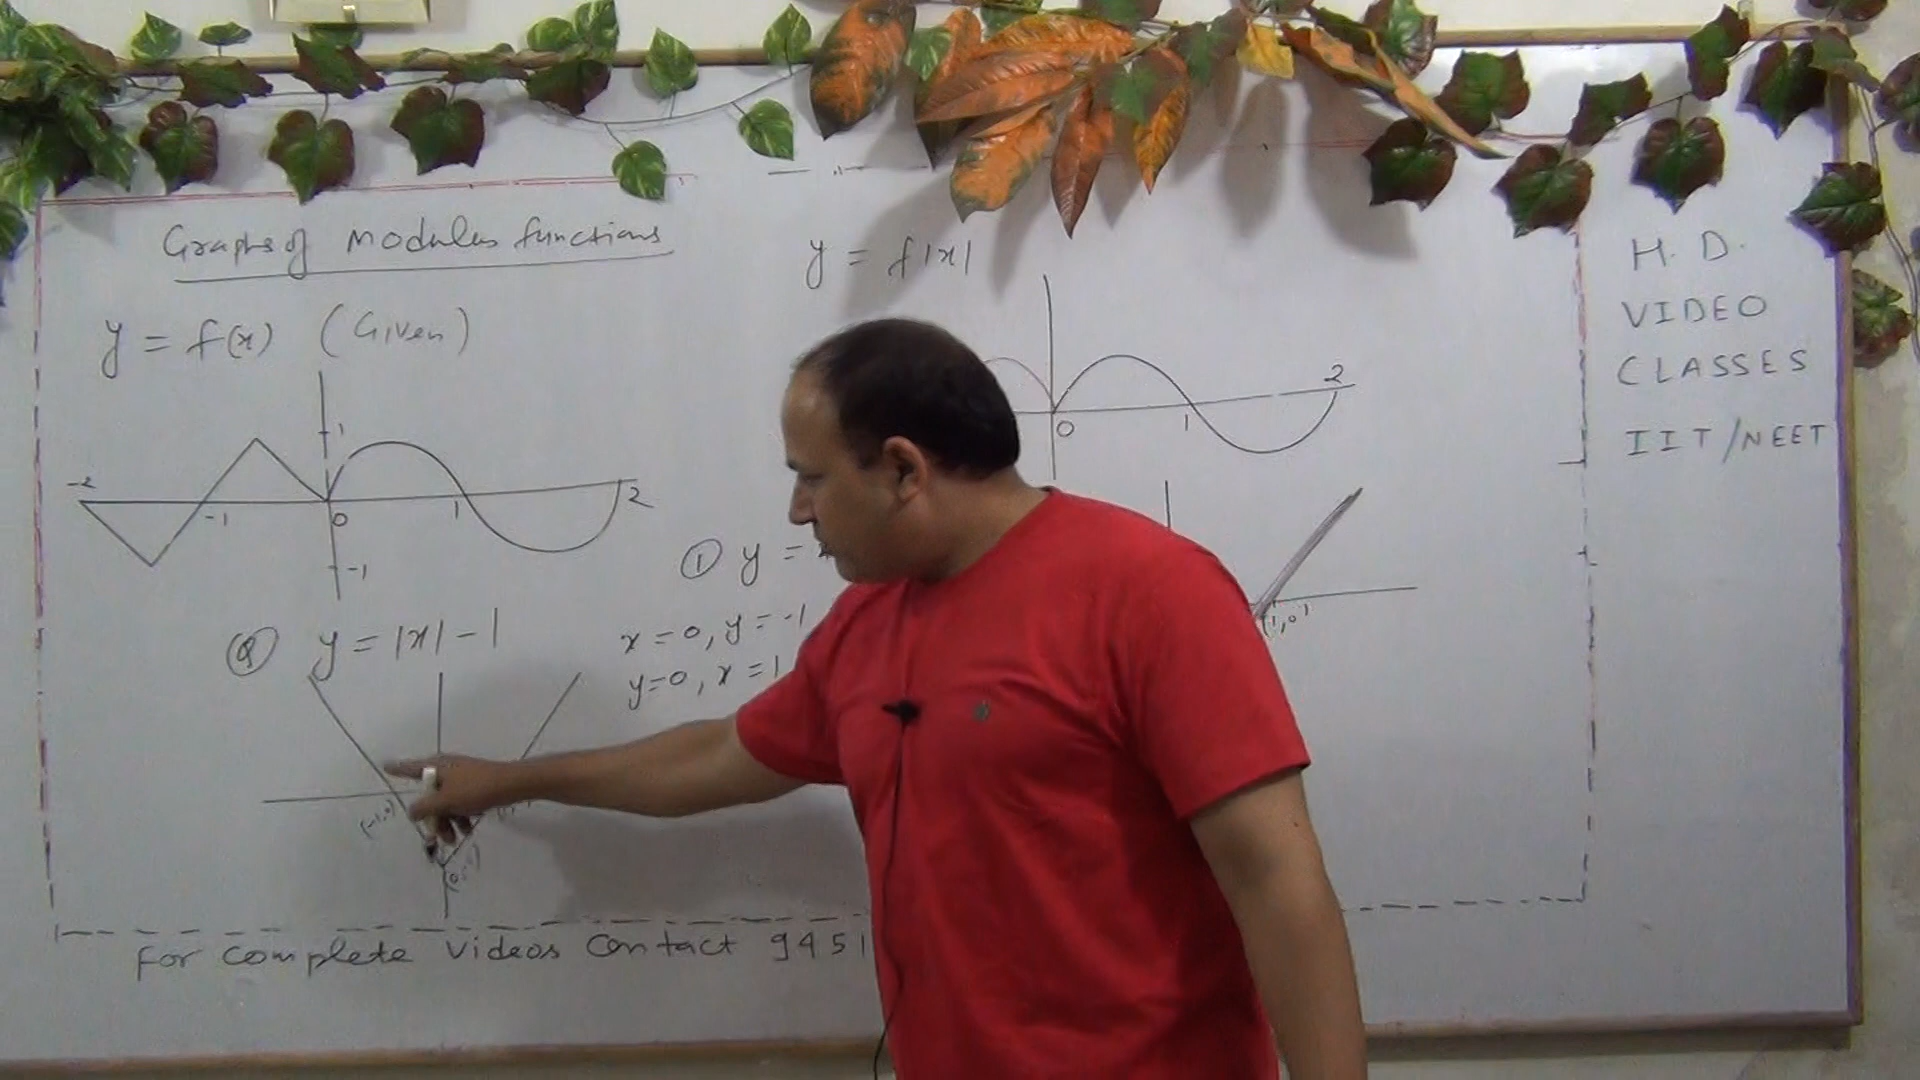 Graphs of Modulus functions
y = f(x) (Given)
1
-2
-1
0
1
2
-1
y = f|x|
0
1
2
① y =
x = 0, y = -1
y=0, x = 1
(1,0)
② y = |x| - 1
(-1,0)
(0,-1)
For Complete Videos Contact 9451
H. D.
VIDEO
CLASSES
IIT/NEET